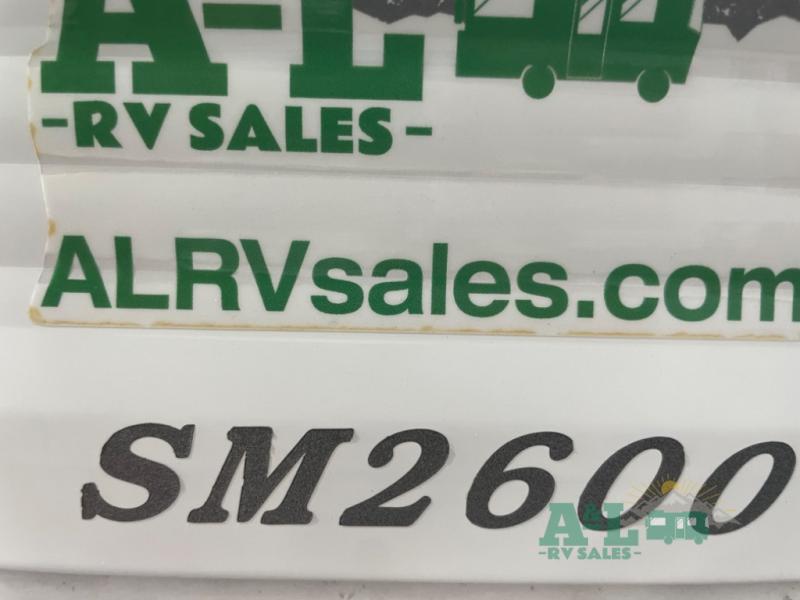 A-L
-RV SALES-
ALRVsales.com
SM2600
A&L
-RV SALES-